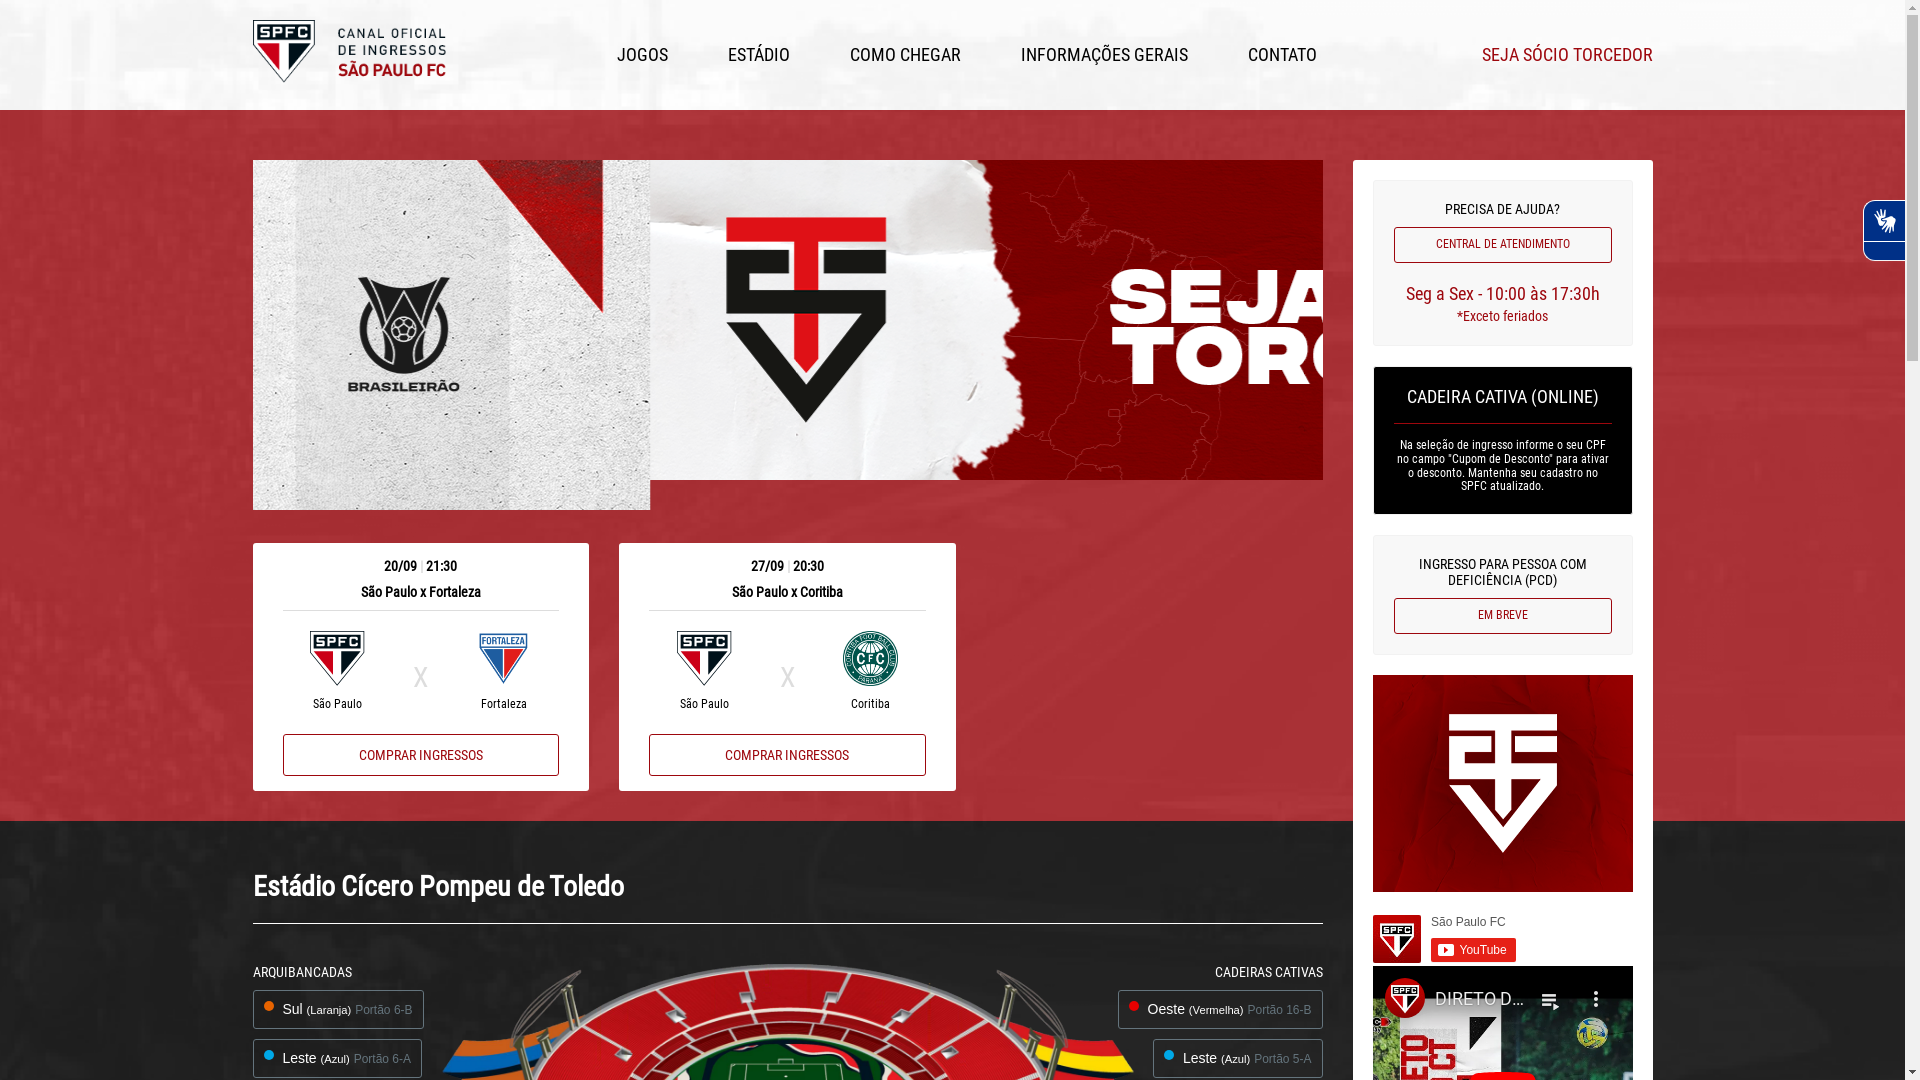 SPFC
CANAL OFICIAL
DE INGRESSOS
SÃO PAULO FC
JOGOS
ESTÁDIO
COMO CHEGAR
INFORMAÇÕES GERAIS
CONTATO
SEJA SÓCIO TORCEDOR
BRASILEIRÃO
SEJA
TORC
PRECISA DE AJUDA?
CENTRAL DE ATENDIMENTO
Seg a Sex - 10:00 às 17:30h
*Exceto feriados
CADEIRA CATIVA (ONLINE)
Na seleção de ingresso informe o seu CPF
no campo "Cupom de Desconto" para ativar
o desconto. Mantenha seu cadastro no
SPFC atualizado.
INGRESSO PARA PESSOA COM
DEFICIÊNCIA (PCD)
EM BREVE
20/09 | 21:30
São Paulo x Fortaleza
SPFC
FORTALEZA
X
São Paulo
Fortaleza
COMPRAR INGRESSOS
27/09 | 20:30
São Paulo x Coritiba
SPFC
CFC
X
São Paulo
Coritiba
COMPRAR INGRESSOS
Estádio Cícero Pompeu de Toledo
ARQUIBANCADAS
Sul (Laranja) Portão 6-B
Leste (Azul) Portão 6-A
CADEIRAS CATIVAS
Oeste (Vermelha) Portão 16-B
Leste (Azul) Portão 5-A
SPFC
São Paulo FC
YouTube
SPFC
DIRETO D...